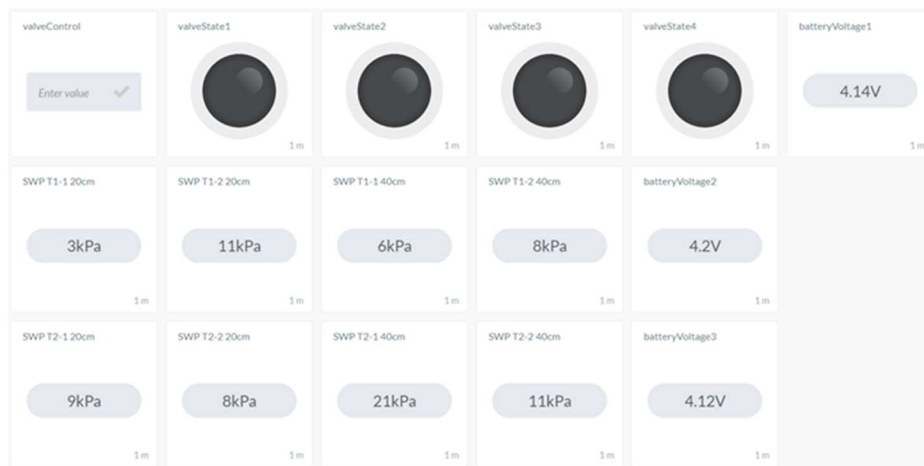 valveControl
valveState1
valveState2
valveState3
valveState4
batteryVoltage1
Enter value
4.14V
1 m
1 m
1 m
1 m
1 m
SWP T1-1 20cm
SWP T1-2 20cm
SWP T1-1 40cm
SWP T1-2 40cm
batteryVoltage2
3kPa
11kPa
6kPa
8kPa
4.2V
1 m
1 m
1 m
1 m
1 m
SWP T2-1 20cm
SWP T2-2 20cm
SWP T2-1 40cm
SWP T2-2 40cm
batteryVoltage3
9kPa
8kPa
21kPa
11kPa
4.12V
1 m
1 m
1 m
1 m
1 m